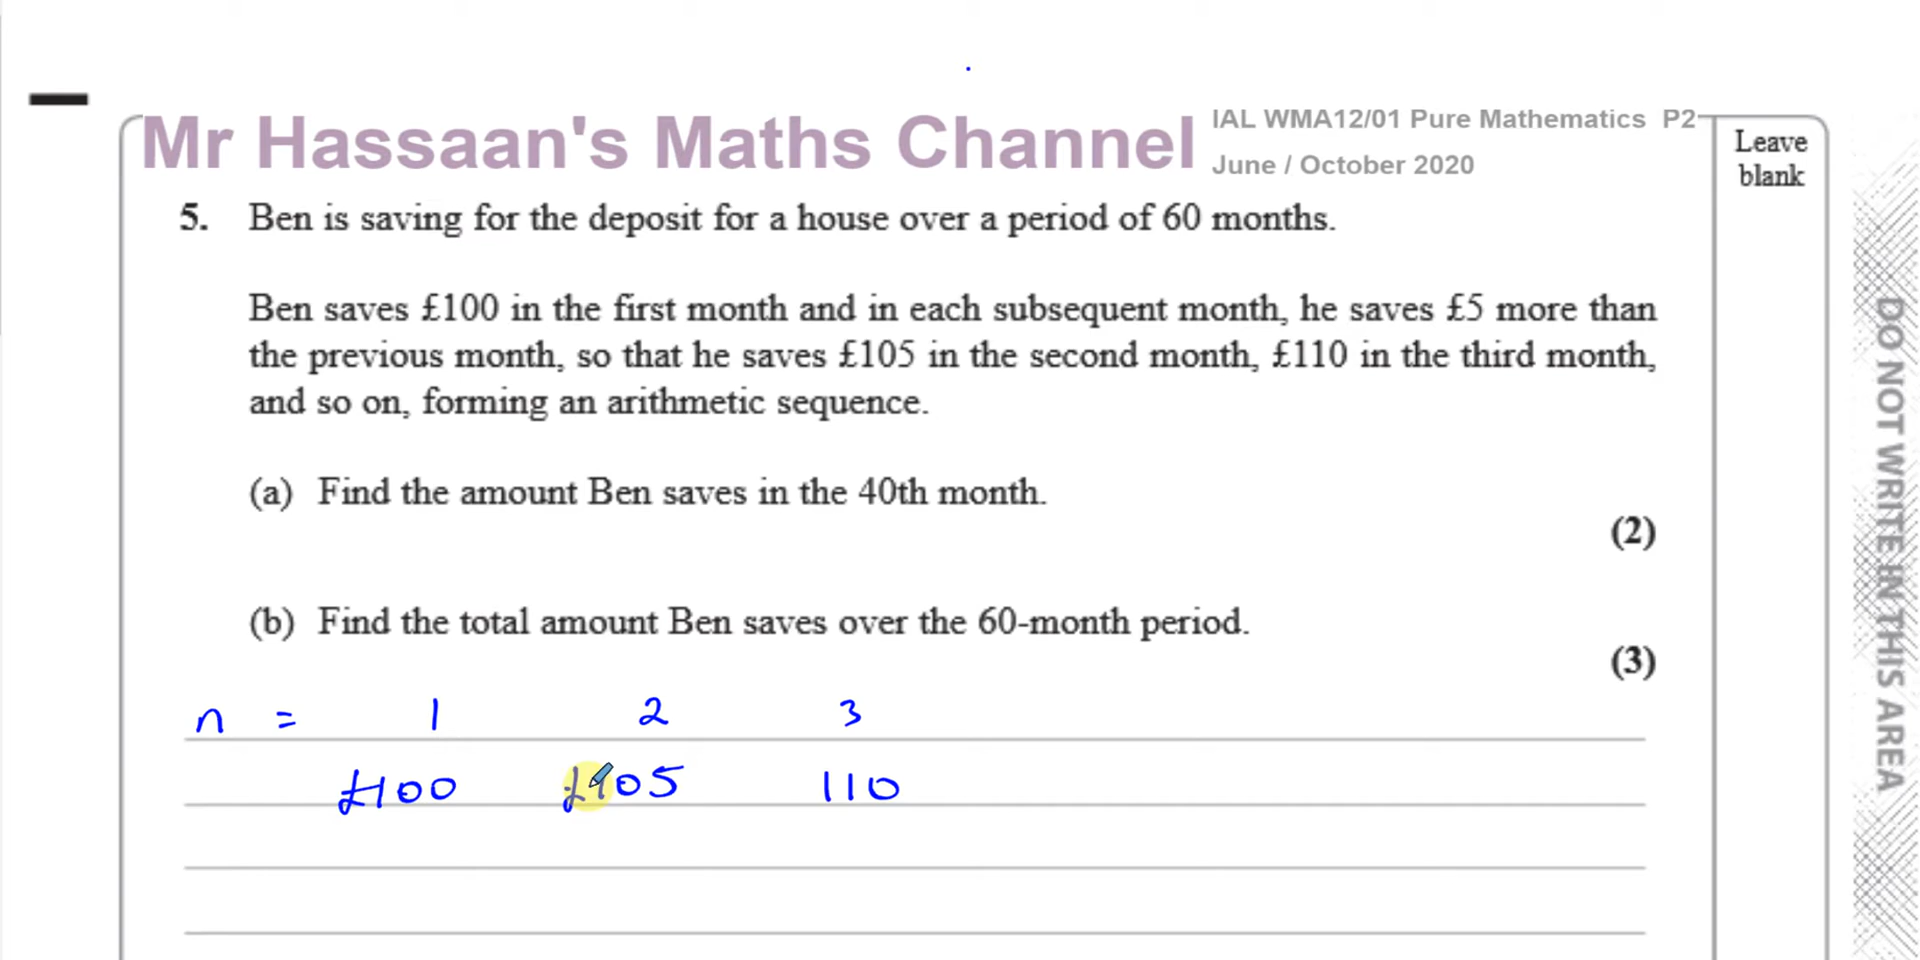 Mr Hassaan's Maths Channel
IAL WMA12/01 Pure Mathematics P2
June / October 2020
Leave
blank
5. Ben is saving for the deposit for a house over a period of 60 months.
Ben saves £100 in the first month and in each subsequent month, he saves £5 more than
the previous month, so that he saves £105 in the second month, £110 in the third month,
and so on, forming an arithmetic sequence.
(a) Find the amount Ben saves in the 40th month.
(2)
(b) Find the total amount Ben saves over the 60-month period.
(3)
n = 1 2 3
£100 £105 110
DO NOT WRITE IN THIS AREA